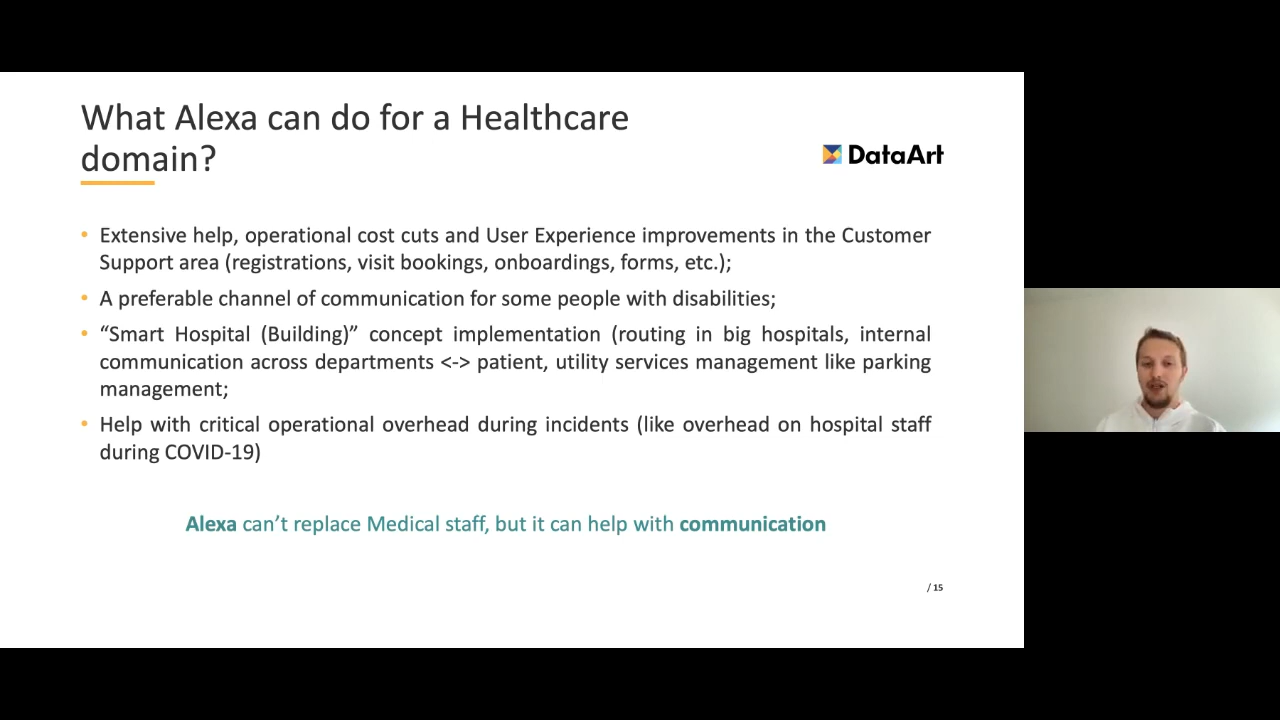 What Alexa can do for a Healthcare
domain?
DataArt
• Extensive help, operational cost cuts and User Experience improvements in the Customer
Support area (registrations, visit bookings, onboardings, forms, etc.);
• A preferable channel of communication for some people with disabilities;
• “Smart Hospital (Building)” concept implementation (routing in big hospitals, internal
communication across departments <-> patient, utility services management like parking
management;
• Help with critical operational overhead during incidents (like overhead on hospital staff
during COVID-19)
Alexa can’t replace Medical staff, but it can help with communication
/ 15